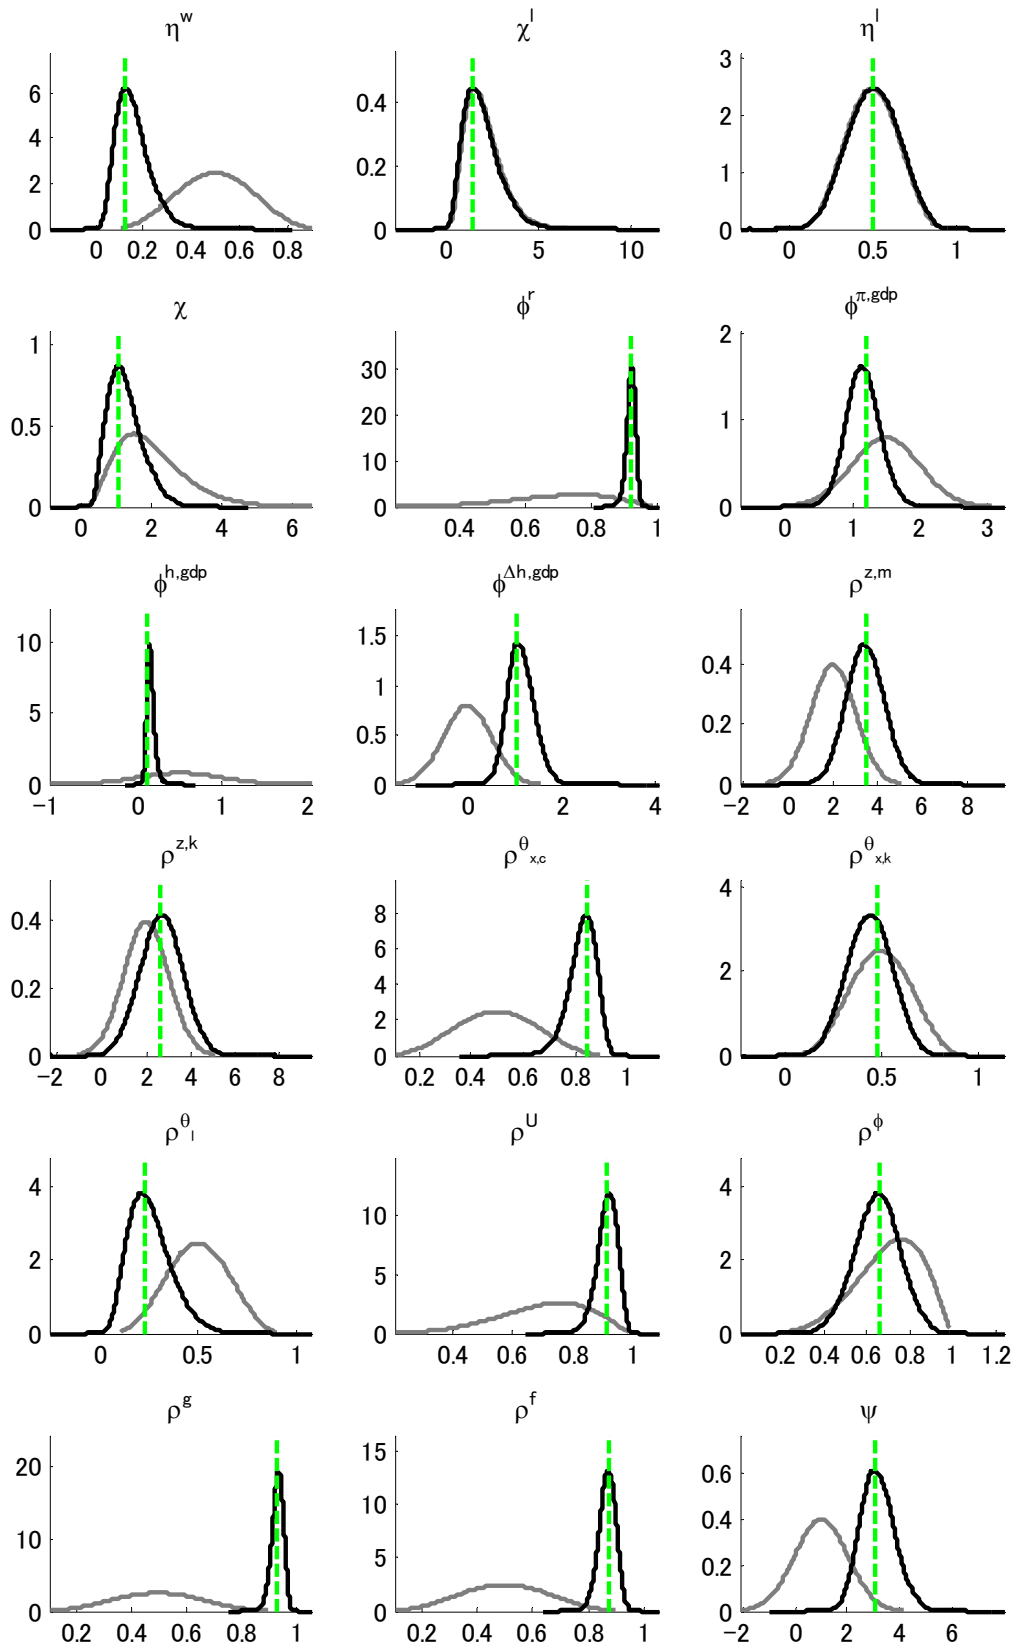 η^w χ^l η^l
6 4 2 0
0 0.2 0.4 0.6 0.8
0.4 0.2 0
0 5 10
3 2 1 0
0 0.5 1
χ φ^r φ^π,gdp
1 0.5 0
0 2 4 6
30 20 10 0
0.4 0.6 0.8 1
2 1 0
0 1 2 3
φ^h,gdp φ^Δh,gdp ρ^z,m
10 5 0
-1 0 1 2
1.5 1 0.5 0
0 2 4
0.4 0.2 0
-2 0 2 4 6 8
ρ^z,k ρ^θ_x,c ρ^θ_x,k
0.4 0.2 0
-2 0 2 4 6 8
8 6 4 2 0
0.2 0.4 0.6 0.8 1
4 2 0
0 0.5 1
ρ^θ_l ρ^U ρ^φ
4 2 0
0 0.5 1
10 5 0
0.4 0.6 0.8 1
4 2 0
0.2 0.4 0.6 0.8 1 1.2
ρ^g ρ^f ψ
20 10 0
0.2 0.4 0.6 0.8 1
15 10 5 0
0.2 0.4 0.6 0.8 1
0.6 0.4 0.2 0
-2 0 2 4 6